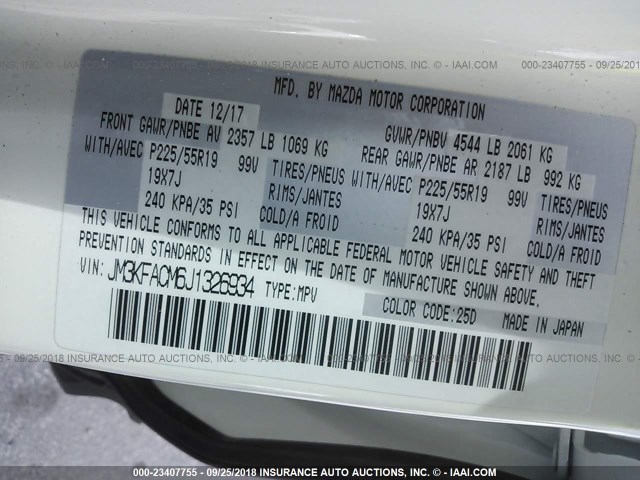 000-23407755 - 09/25/2018 INSURANCE AUTO AUCTIONS, INC. - © - IAAI.COM
000-23407755 - 09/25/2018
MFD. BY MAZDA MOTOR CORPORATION
DATE 12/17
FRONT GAWR/PNBE AV 2357 LB 1069 KG
WITH/AVEC P225/55R19 99V TIRES/PNEUS
19X7J RIMS/JANTES
240 KPA/35 PSI COLD/A FROID
GVWR/PNBV 4544 LB 2061 KG
REAR GAWR/PNBE AR 2187 LB 992 KG
WITH/AVEC P225/55R19 99V TIRES/PNEUS
19X7J RIMS/JANTES
240 KPA/35 PSI COLD/A FROID
THIS VEHICLE CONFORMS TO ALL APPLICABLE FEDERAL MOTOR VEHICLE SAFETY AND THEFT
PREVENTION STANDARDS IN EFFECT ON THE DATE OF MANUFACTURE SHOWN ABOVE.
VIN: JM3KFACM6J1326934 TYPE:MPV
COLOR CODE:25D MADE IN JAPAN
000-23407755 - 09/25/2018 INSURANCE AUTO AUCTIONS, INC. - © - IAAI.COM